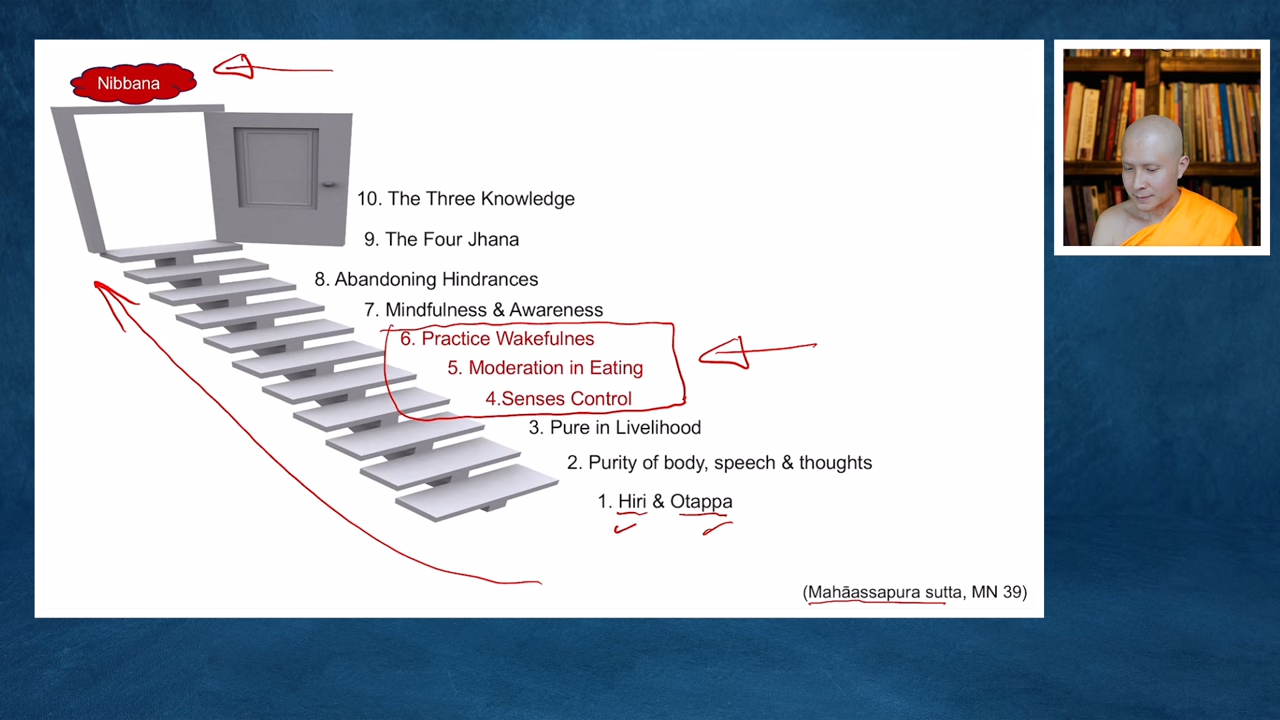 Nibbana
10. The Three Knowledge
9. The Four Jhana
8. Abandoning Hindrances
7. Mindfulness & Awareness
6. Practice Wakefulnes
5. Moderation in Eating
4.Senses Control
3. Pure in Livelihood
2. Purity of body, speech & thoughts
1. Hiri & Otappa
(Mahāassapura sutta, MN 39)